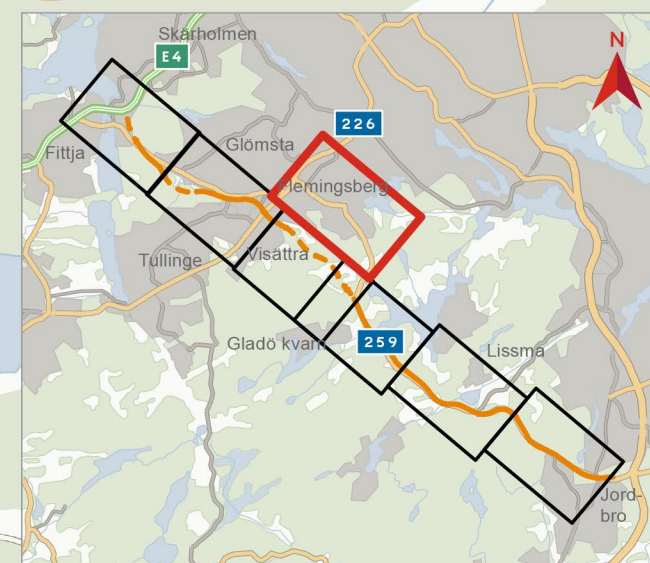 Skärholmen
E4
N
226
Glömsta
Fittja
Flemingsberg
Visättra
Tullinge
259
Gladö kvarn
Lissma
Jord-
bro